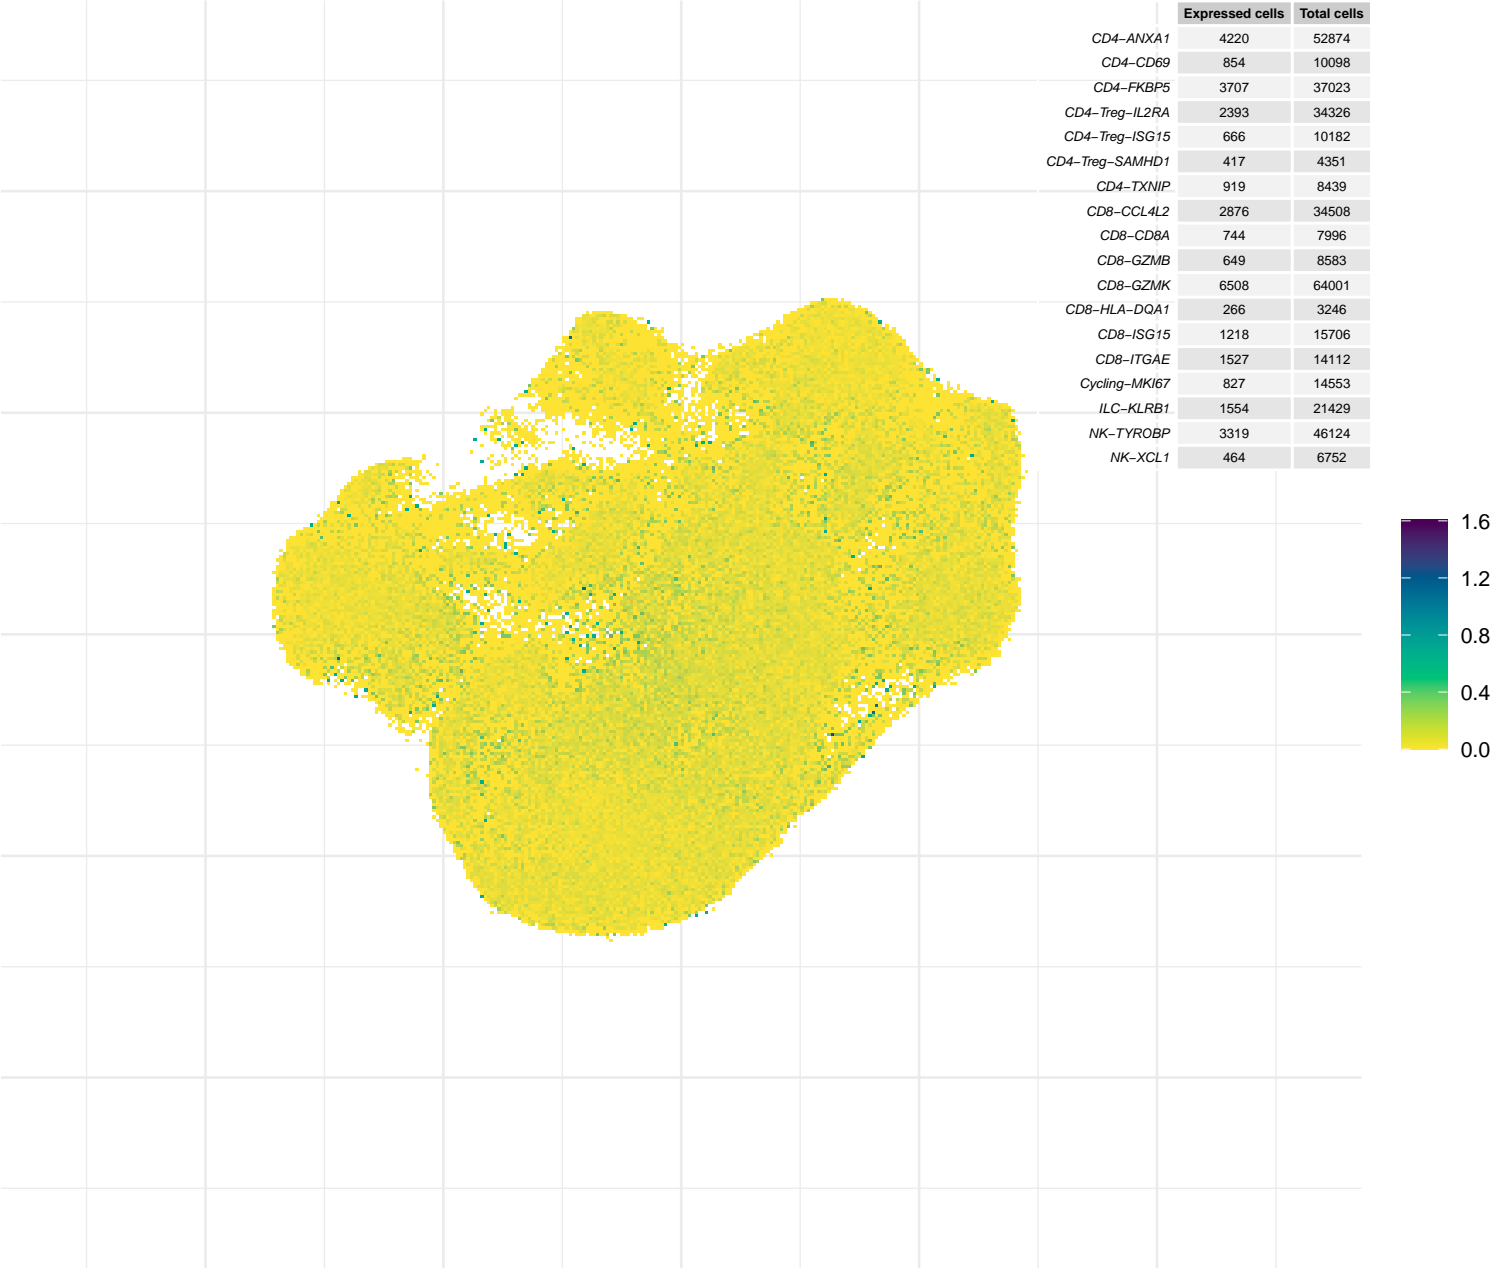 Expressed cells Total cells
CD4−ANXA1 4220 52874
CD4−CD69 854 10098
CD4−FKBP5 3707 37023
CD4−Treg−IL2RA 2393 34326
CD4−Treg−ISG15 666 10182
CD4−Treg−SAMHD1 417 4351
CD4−TXNIP 919 8439
CD8−CCL4L2 2876 34508
CD8−CD8A 744 7996
CD8−GZMB 649 8583
CD8−GZMK 6508 64001
CD8−HLA−DQA1 266 3246
CD8−ISG15 1218 15706
CD8−ITGAE 1527 14112
Cycling−MKI67 827 14553
ILC−KLRB1 1554 21429
NK−TYROBP 3319 46124
NK−XCL1 464 6752
1.6
1.2
0.8
0.4
0.0